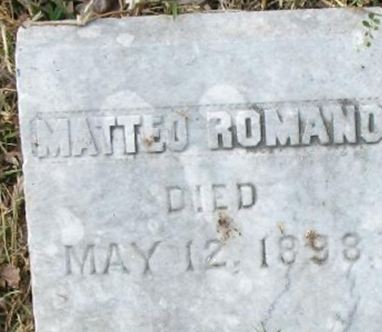 MATTEO ROMANO
DIED
MAY 12, 1898.